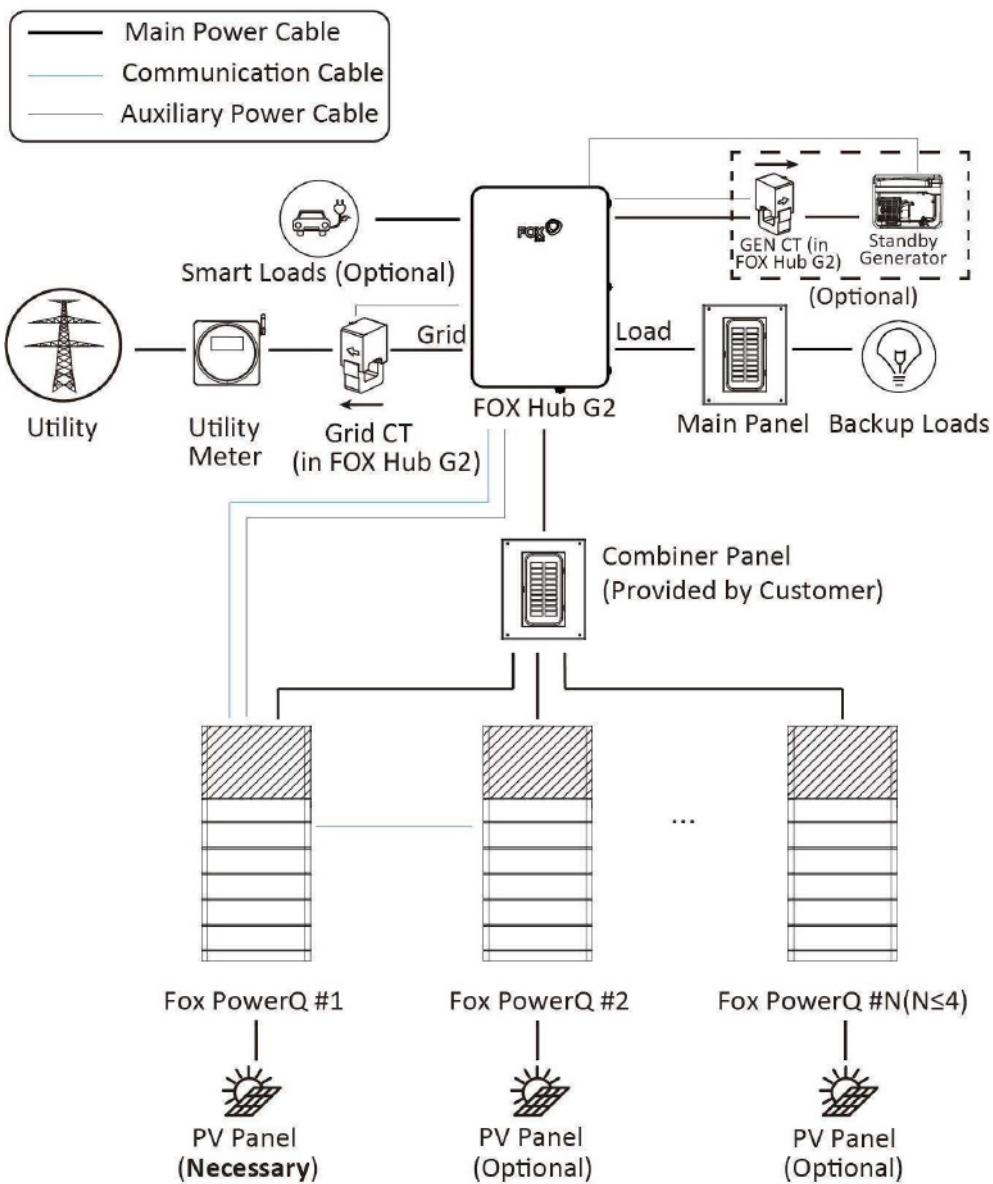 Main Power Cable
Communication Cable
Auxiliary Power Cable
FOX
GEN CT (in
FOX Hub G2)
Standby
Generator
Smart Loads (Optional)
(Optional)
Grid
Load
Utility
Utility
Meter
Grid CT
(in FOX Hub G2)
FOX Hub G2
Main Panel
Backup Loads
Combiner Panel
(Provided by Customer)
...
Fox PowerQ #1
Fox PowerQ #2
Fox PowerQ #N(N≤4)
PV Panel
(Necessary)
PV Panel
(Optional)
PV Panel
(Optional)